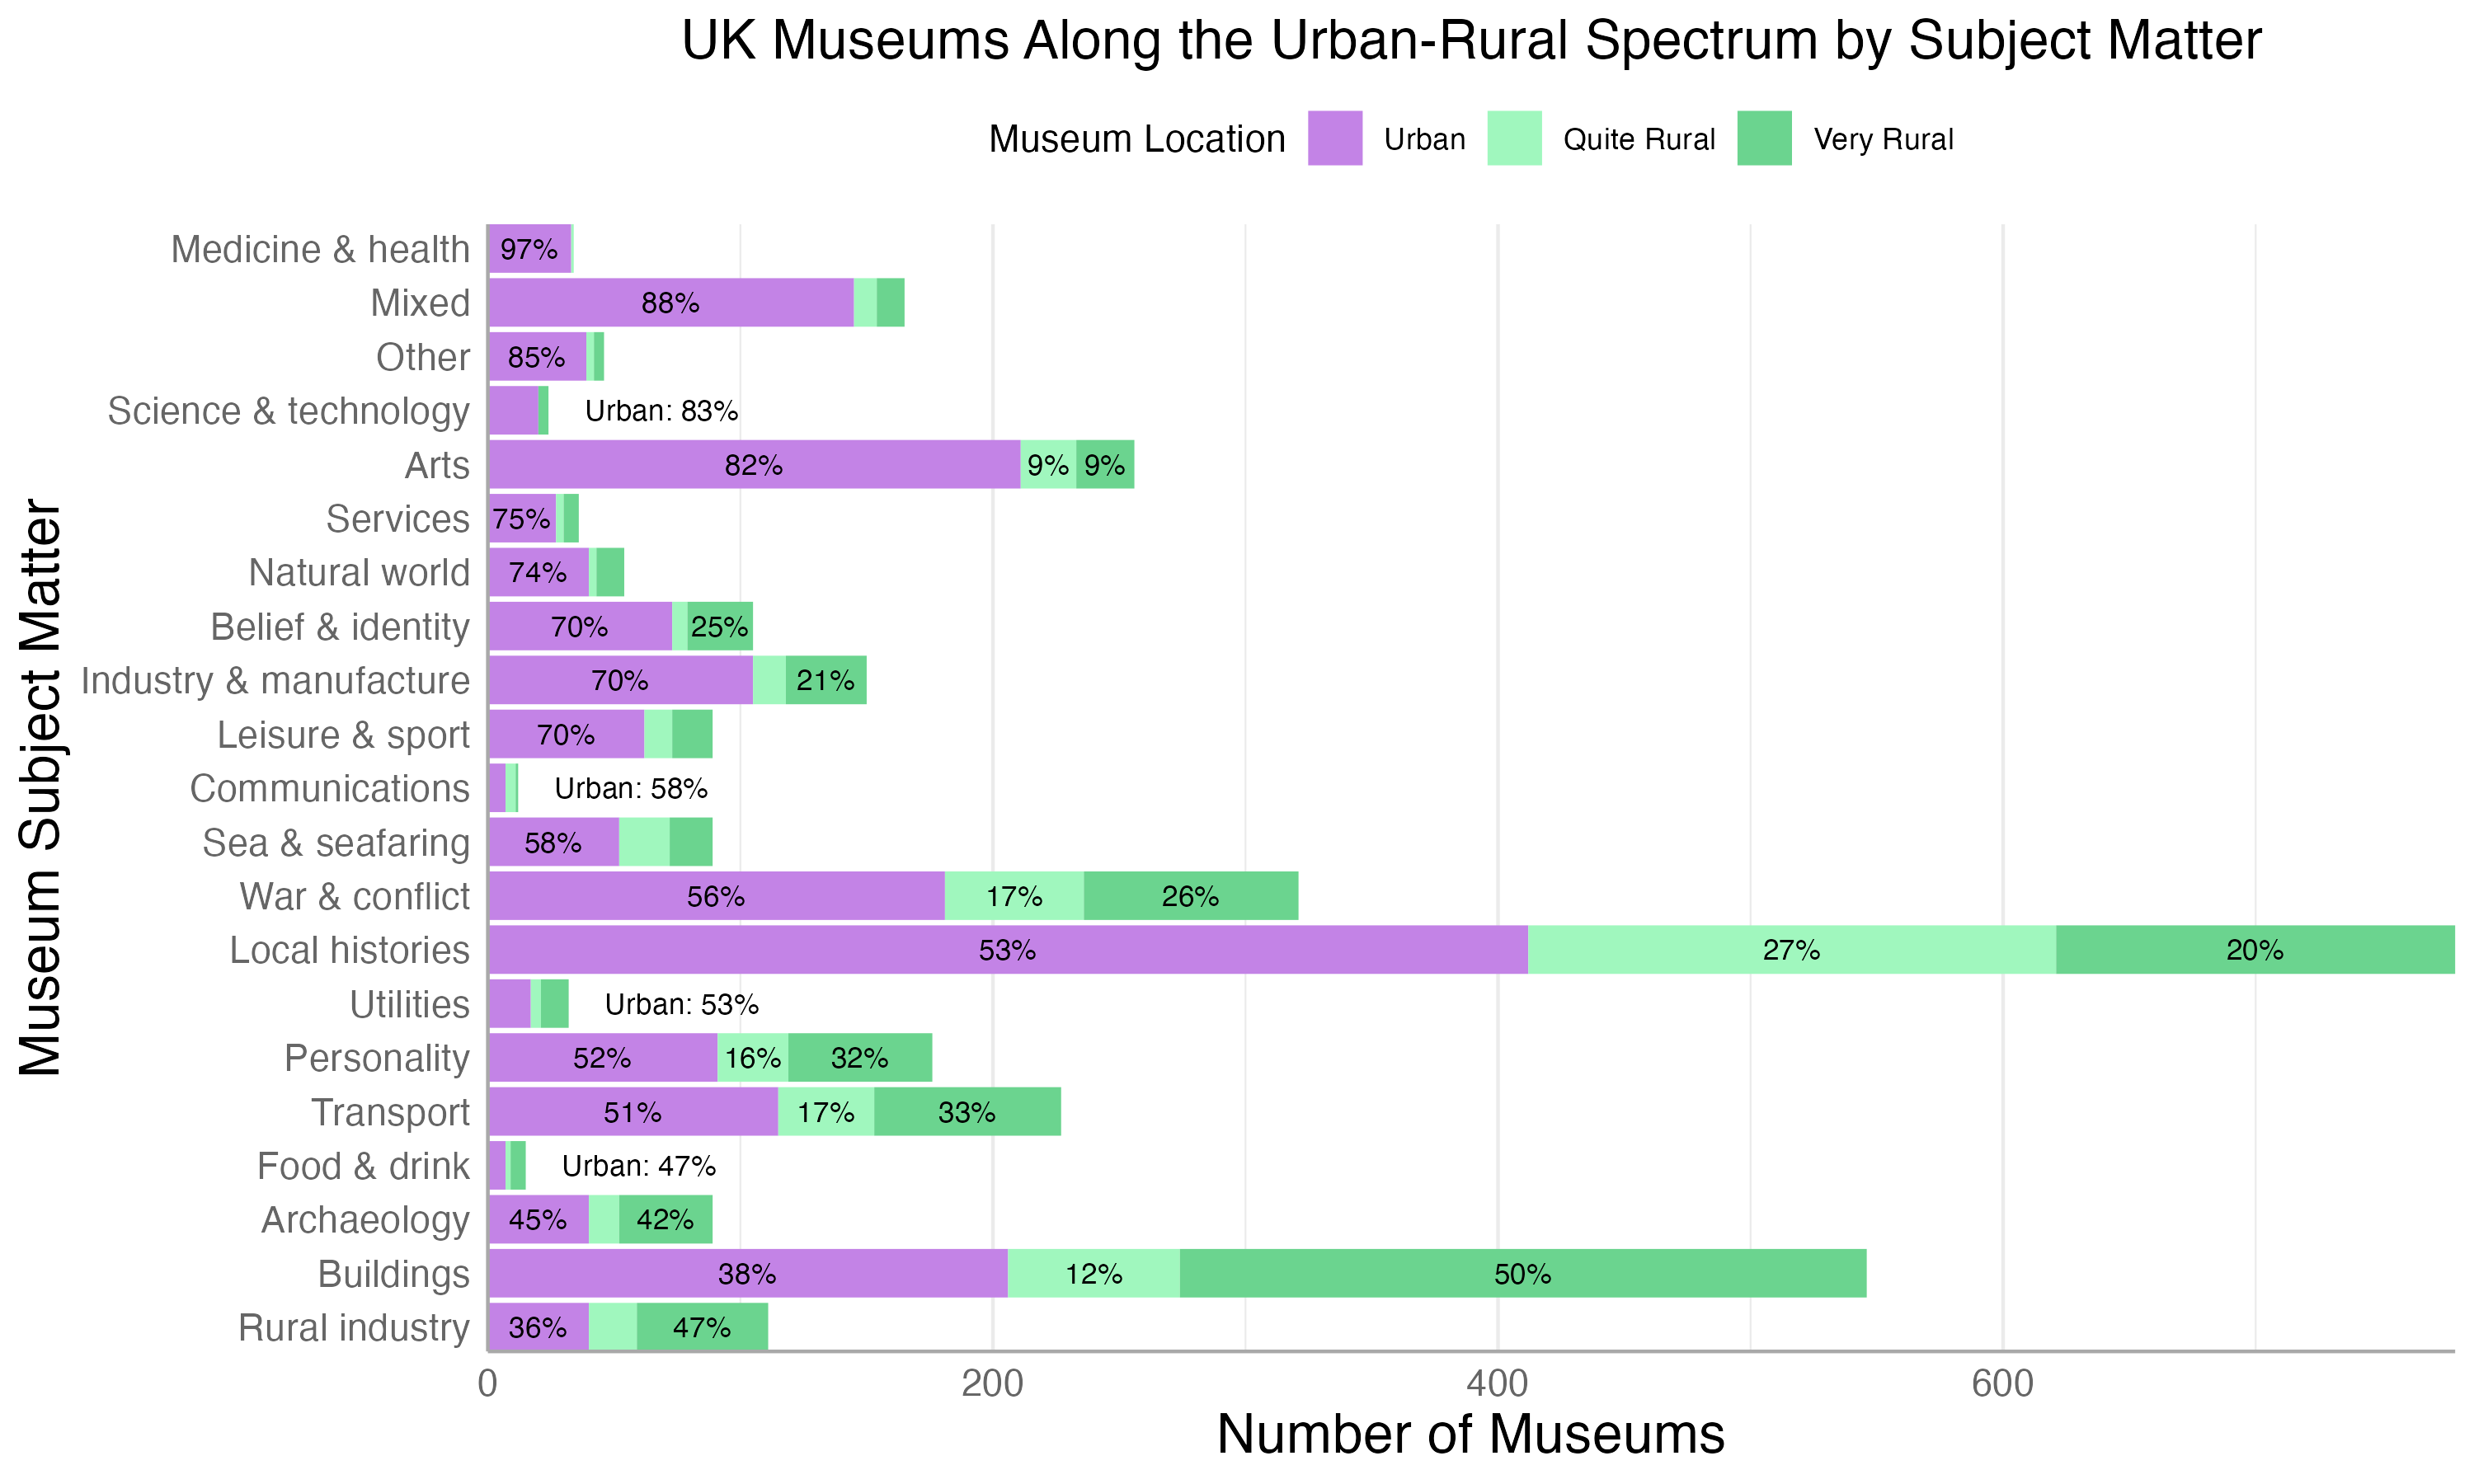 UK Museums Along the Urban-Rural Spectrum by Subject Matter
Museum Location Urban Quite Rural Very Rural
Museum Subject Matter
Medicine & health 97%
Mixed 88%
Other 85%
Science & technology Urban: 83%
Arts 82% 9% 9%
Services 75%
Natural world 74%
Belief & identity 70% 25%
Industry & manufacture 70% 21%
Leisure & sport 70%
Communications Urban: 58%
Sea & seafaring 58%
War & conflict 56% 17% 26%
Local histories 53% 27% 20%
Utilities Urban: 53%
Personality 52% 16% 32%
Transport 51% 17% 33%
Food & drink Urban: 47%
Archaeology 45% 42%
Buildings 38% 12% 50%
Rural industry 36% 47%
0 200 400 600
Number of Museums